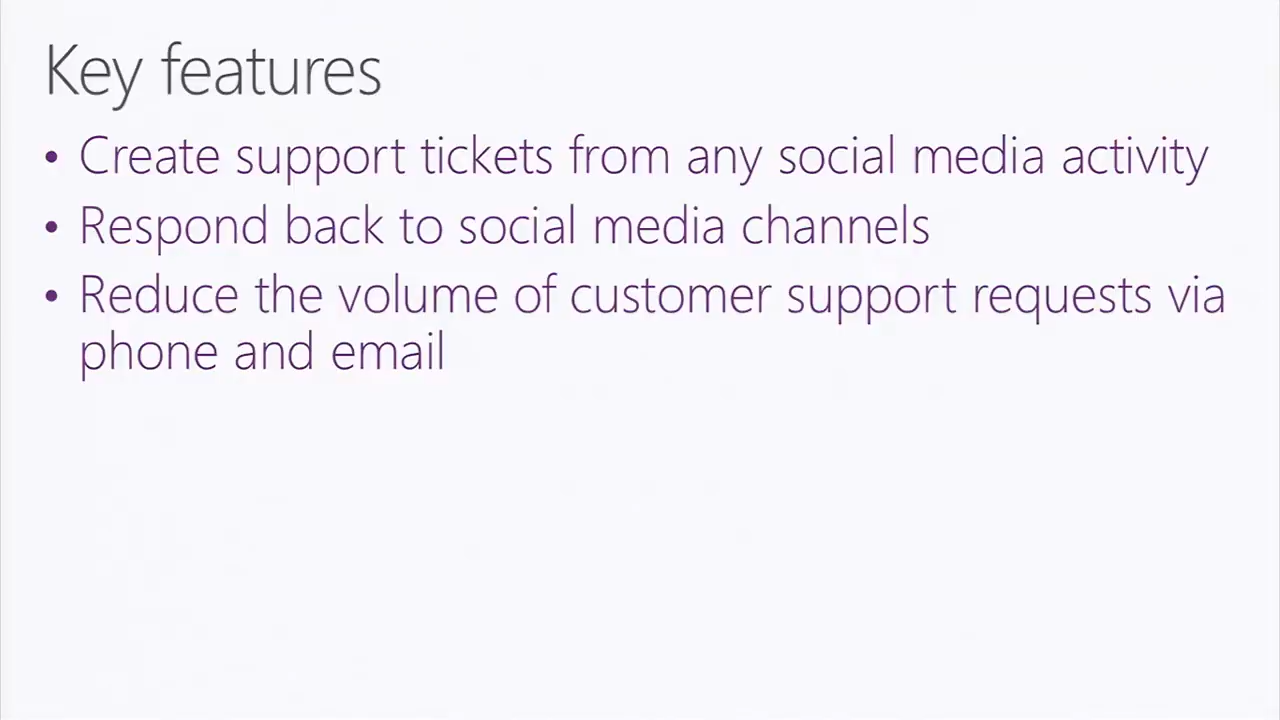 Key features
• Create support tickets from any social media activity
• Respond back to social media channels
• Reduce the volume of customer support requests via
phone and email